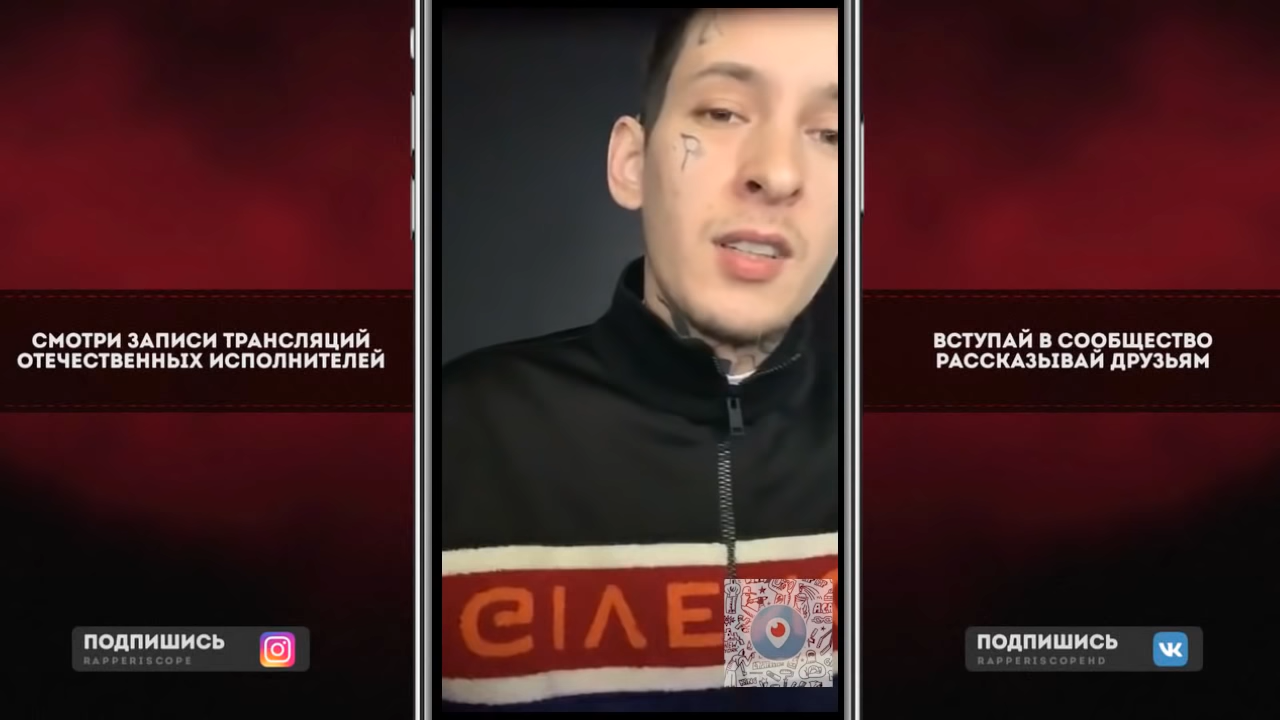 СМОТРИ ЗАПИСИ ТРАНСЛЯЦИЙ
ОТЕЧЕСТВЕННЫХ ИСПОЛНИТЕЛЕЙ
ПОДПИШИСЬ
RAPPERISCOPE
ВСТУПАЙ В СООБЩЕСТВО
РАССКАЗЫВАЙ ДРУЗЬЯМ
ПОДПИШИСЬ
RAPPERISCOPEHD